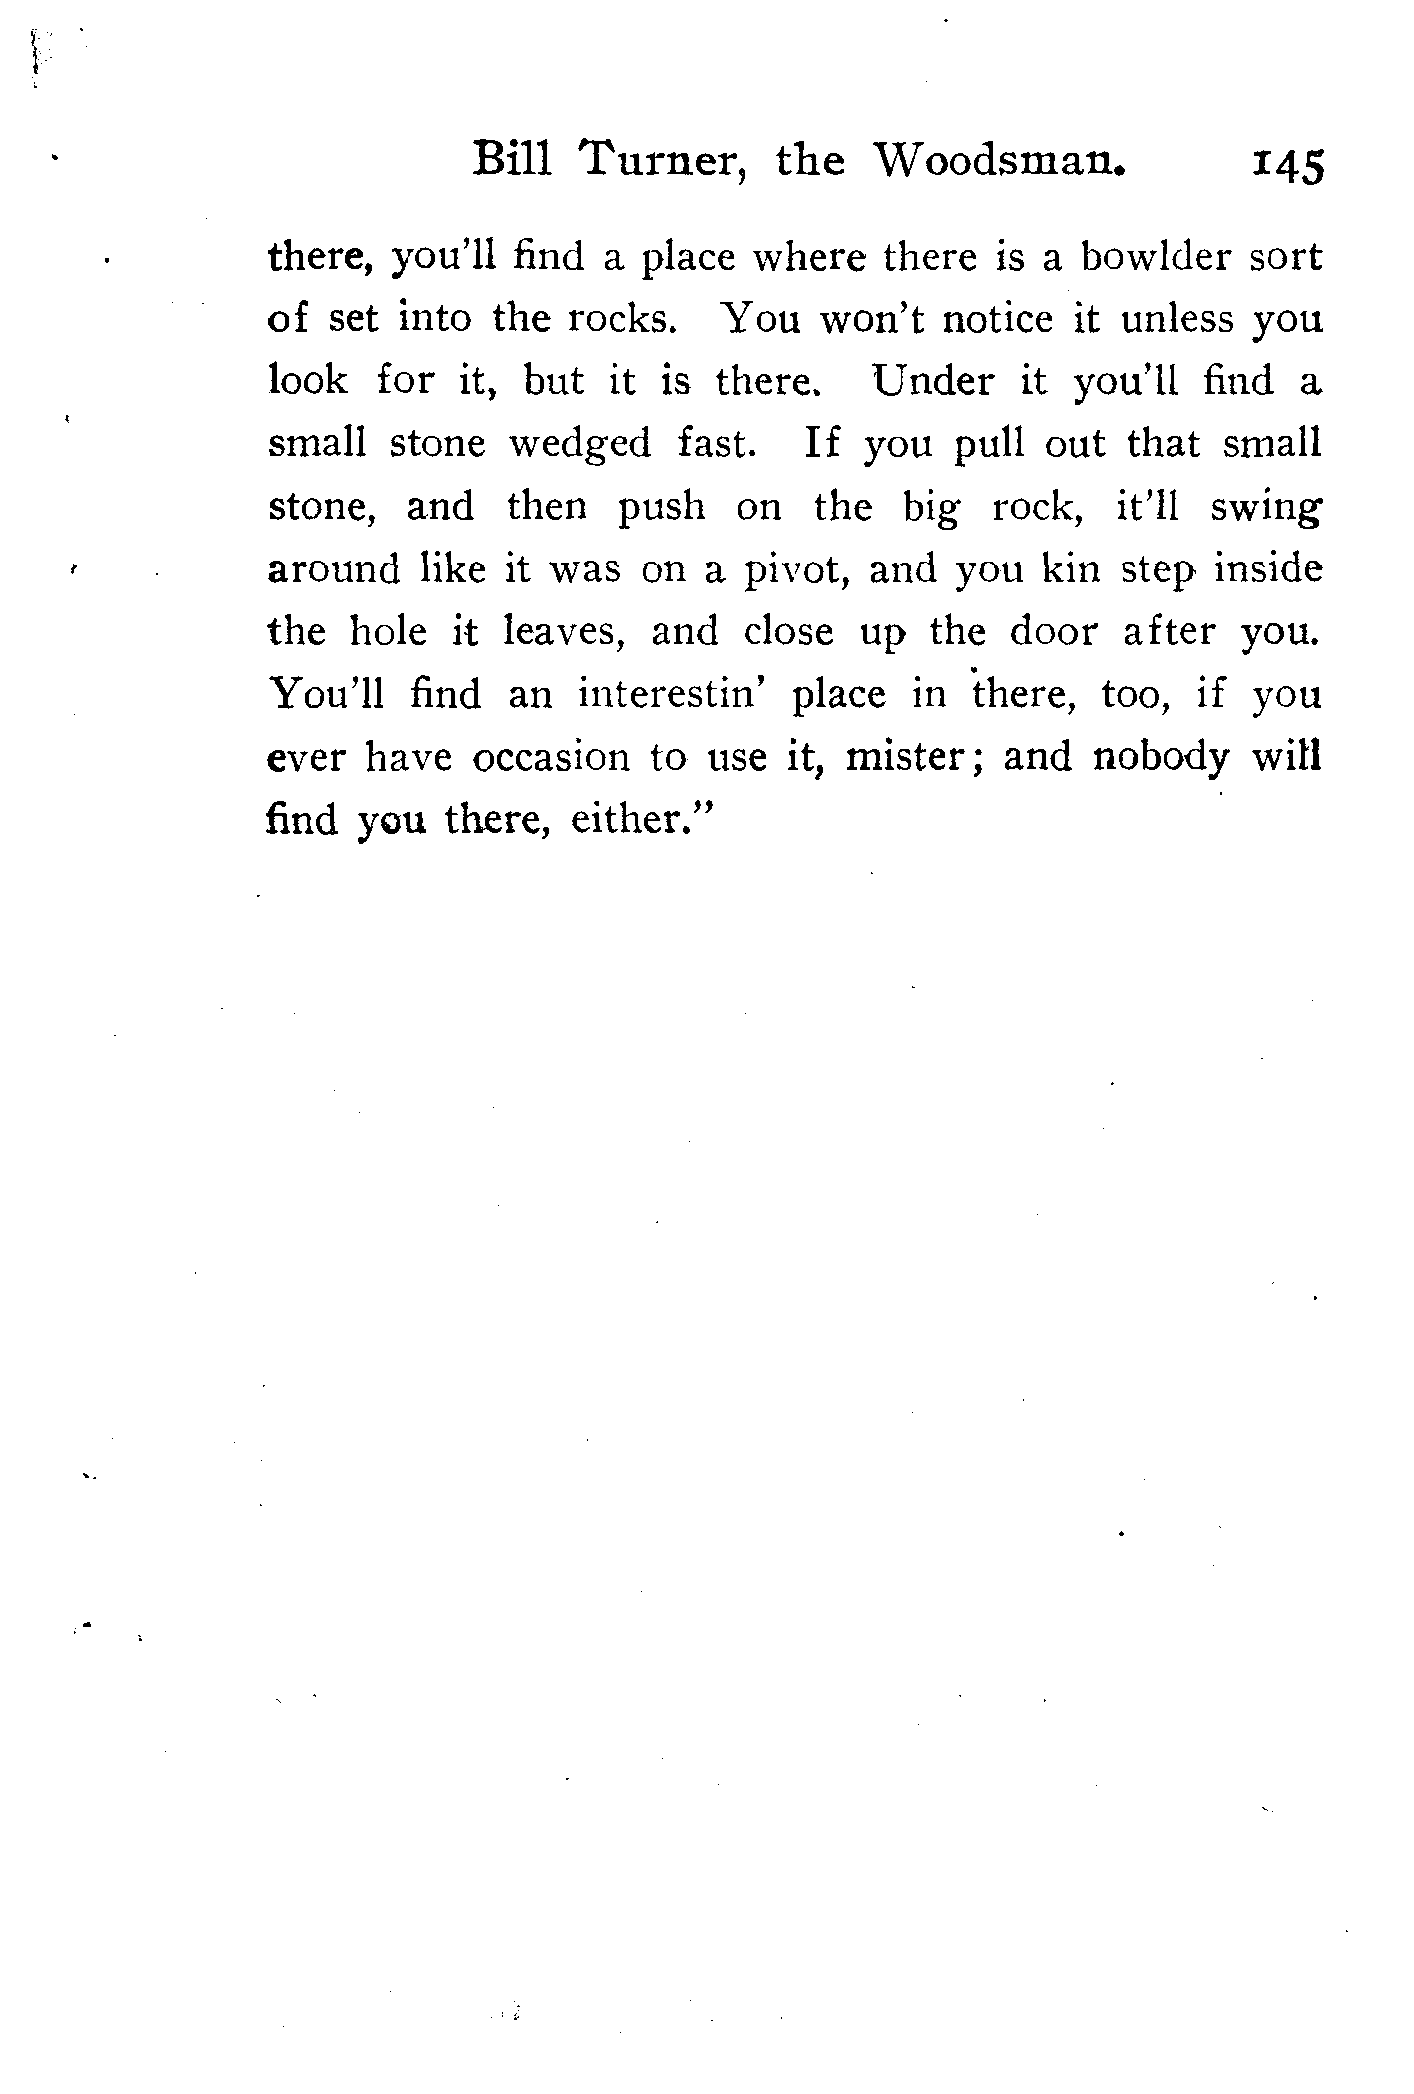 Bill Turner, the Woodsman. 145
there, you'll find a place where there is a bowlder sort
of set into the rocks. You won't notice it unless you
look for it, but it is there. Under it you'll find a
small stone wedged fast. If you pull out that small
stone, and then push on the big rock, it'll swing
around like it was on a pivot, and you kin step inside
the hole it leaves, and close up the door after you.
You'll find an interestin' place in there, too, if you
ever have occasion to use it, mister; and nobody will
find you there, either."